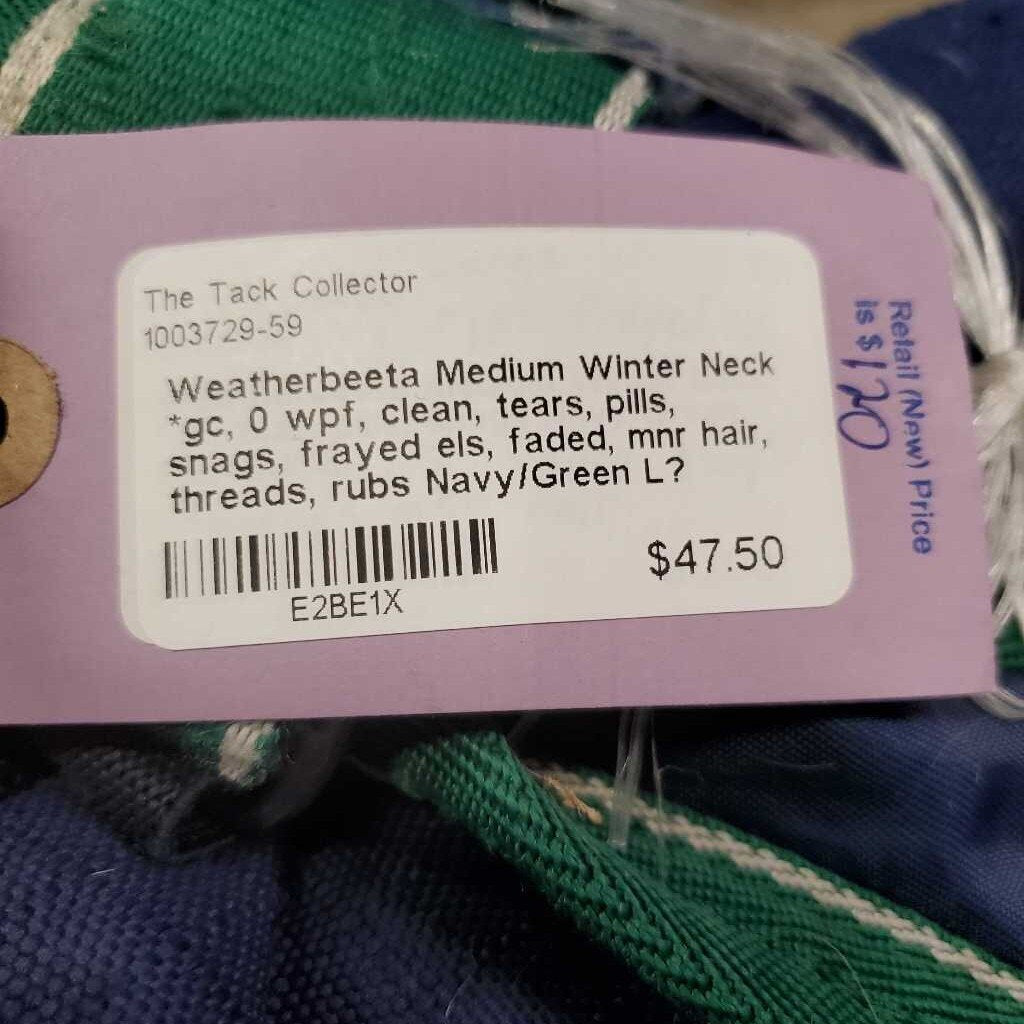 The Tack Collector
1003729-59
Weatherbeeta Medium Winter Neck
*gc, 0 wpf, clean, tears, pills,
snags, frayed els, faded, mnr hair,
threads, rubs Navy/Green L?
E2BE1X
$47.50
Retail (New) Price
is $120